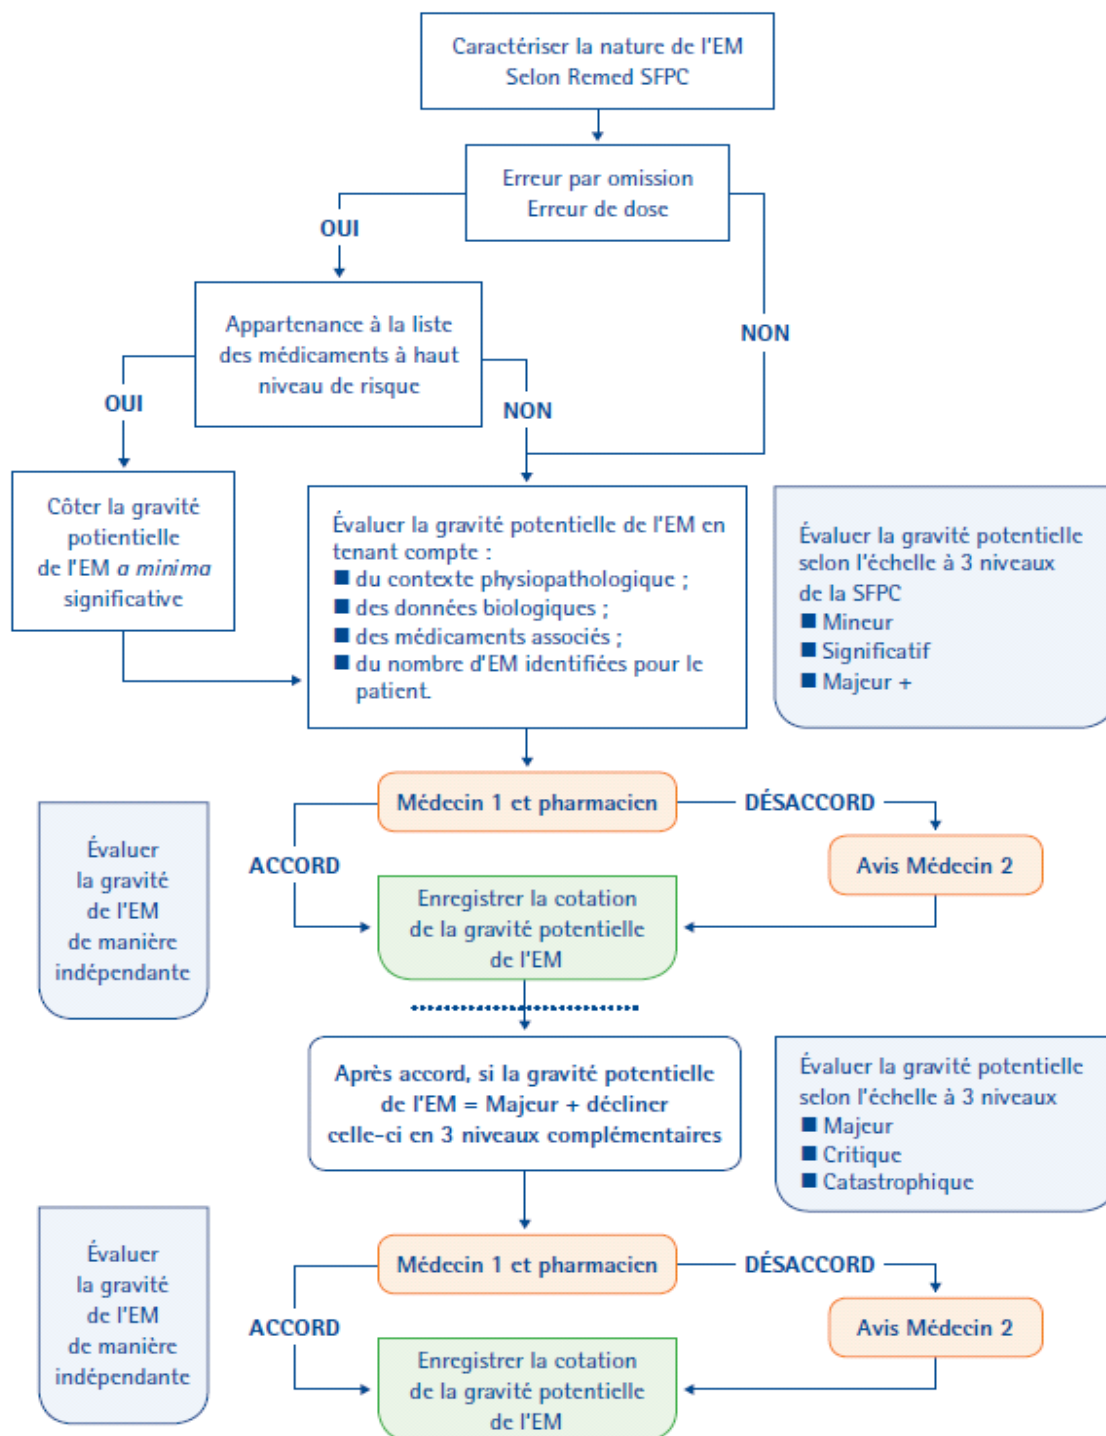 Caractériser la nature de l'EM
Selon Remed SFPC
Erreur par omission
Erreur de dose
OUI
NON
Appartenance à la liste
des médicaments à haut
niveau de risque
OUI
NON
Côter la gravité
potientielle
de l'EM a minima
significative
Évaluer la gravité potentielle de l'EM en
tenant compte :
■ du contexte physiopathologique ;
■ des données biologiques ;
■ des médicaments associés ;
■ du nombre d'EM identifiées pour le
patient.
Évaluer la gravité potentielle
selon l'échelle à 3 niveaux
de la SFPC
■ Mineur
■ Significatif
■ Majeur +
Évaluer
la gravité
de l'EM
de manière
indépendante
Médecin 1 et pharmacien
DÉSACCORD
ACCORD
Avis Médecin 2
Enregistrer la cotation
de la gravité potentielle
de l'EM
Après accord, si la gravité potentielle
de l'EM = Majeur + décliner
celle-ci en 3 niveaux complémentaires
Évaluer la gravité potentielle
selon l'échelle à 3 niveaux
■ Majeur
■ Critique
■ Catastrophique
Évaluer
la gravité
de l'EM
de manière
indépendante
Médecin 1 et pharmacien
DÉSACCORD
ACCORD
Avis Médecin 2
Enregistrer la cotation
de la gravité potentielle
de l'EM